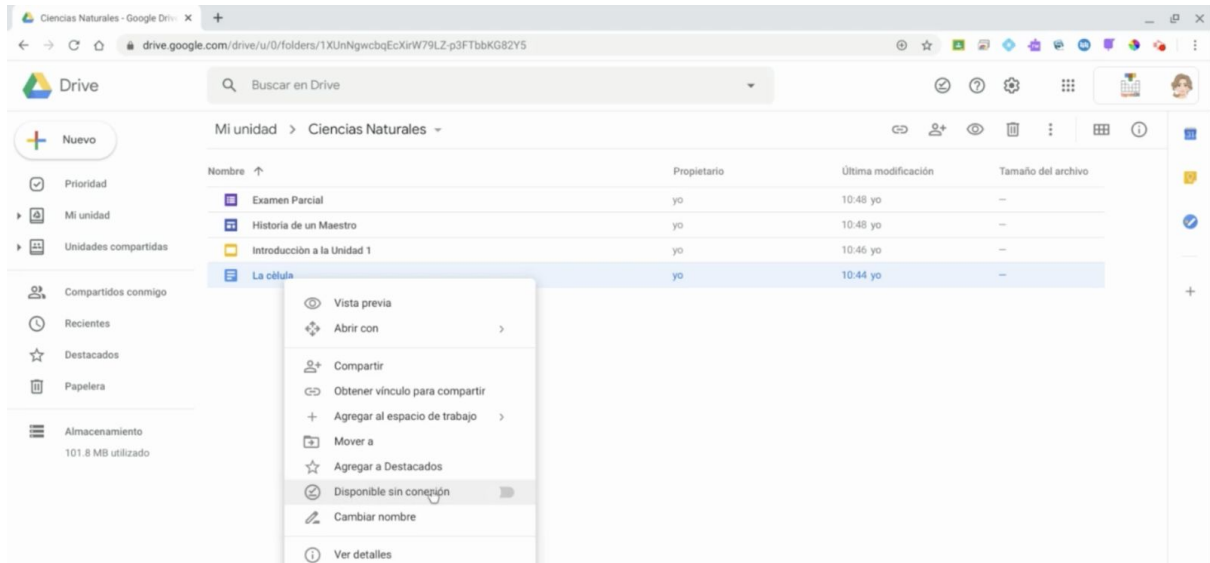 Ciencias Naturales - Google Driv
drive.google.com/drive/u/0/folders/1XUnNgwcbqEcXirW79LZ-p3FTbbKG82Y5
Drive
Buscar en Drive
Nuevo
Mi unidad > Ciencias Naturales
Nombre Propietario Última modificación Tamaño del archivo
Prioridad
Mi unidad
Unidades compartidas
Compartidos conmigo
Recientes
Destacados
Papelera
Almacenamiento
101.8 MB utilizado
Examen Parcial yo 10:48 yo —
Historia de un Maestro yo 10:48 yo —
Introducciòn a la Unidad 1 yo 10:46 yo —
La cèlula yo 10:44 yo —
Vista previa
Abrir con
Compartir
Obtener vínculo para compartir
Agregar al espacio de trabajo
Mover a
Agregar a Destacados
Disponible sin conexión
Cambiar nombre
Ver detalles
31